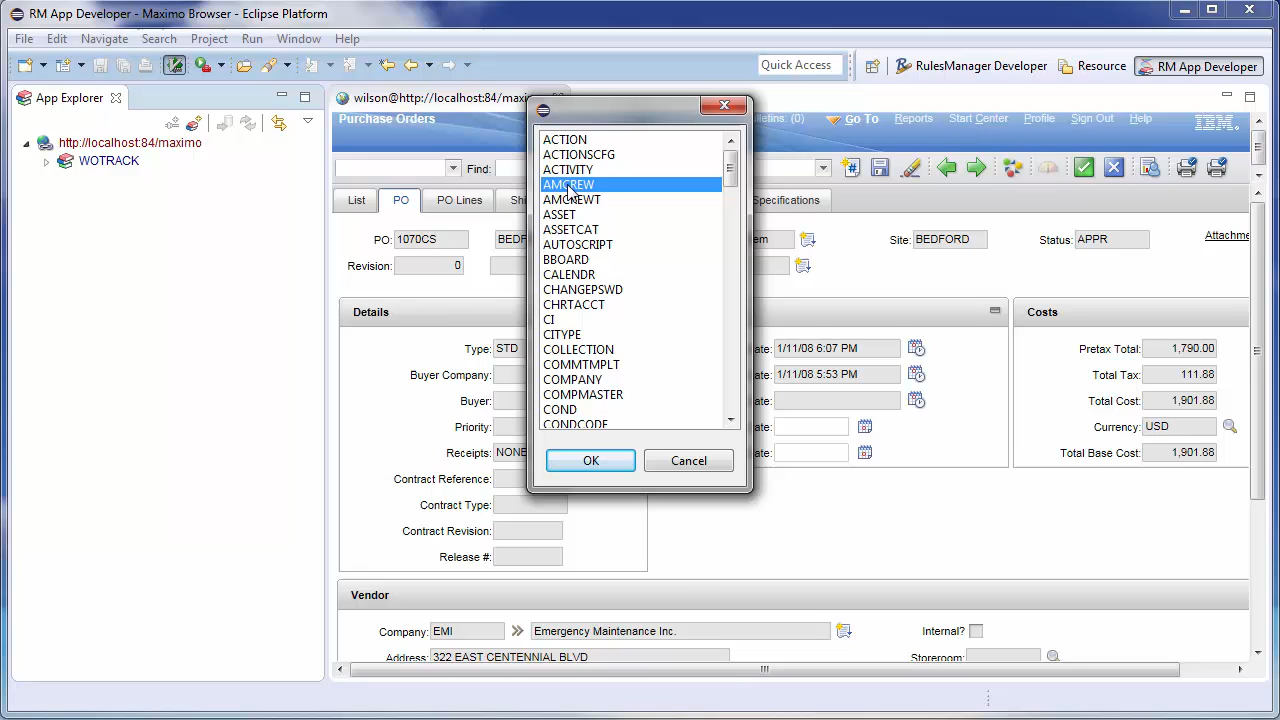 RM App Developer - Maximo Browser - Eclipse Platform
File Edit Navigate Search Project Run Window Help
Quick Access
RulesManager Developer
Resource
RM App Developer
App Explorer
http://localhost:84/maximo
WOTRACK
wilson@http://localhost:84/maxim
Purchase Orders
(0)
Go To
Reports
Start Center
Profile
Sign Out
Help
IBM.
Find:
List
PO
PO Lines
Specifications
PO:
1070CS
Site:
BEDFORD
Status:
APPR
Revision:
0
ACTION
ACTIONSCFG
ACTIVITY
AMCREW
AMCREWT
ASSET
ASSETCAT
AUTOSCRIPT
BBOARD
CALENDR
CHANGEPSWD
CHRTACCT
CI
CITYPE
COLLECTION
COMMTMPLT
COMPANY
COMPMASTER
COND
CONDCODE
OK
Cancel
Details
Type:
STD
Buyer Company:
Buyer:
Priority:
Receipts:
NONE
Contract Reference:
Contract Type:
Contract Revision:
Release #:
1/11/08 6:07 PM
1/11/08 5:53 PM
Costs
Pretax Total:
1,790.00
Total Tax:
111.88
Total Cost:
1,901.88
Currency:
USD
Total Base Cost:
1,901.88
Vendor
Company:
EMI
Emergency Maintenance Inc.
Internal?
Address:
322 EAST CENTENNIAL BLVD
Storeroom: